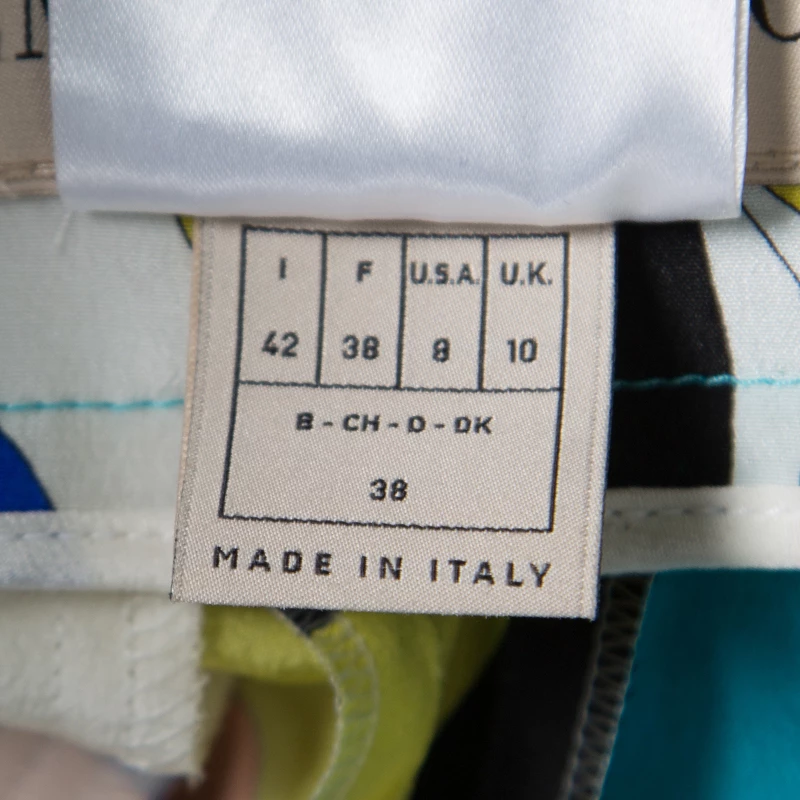 I F U.S.A. U.K.
42 38 8 10
B - CH - D - DK
38
MADE IN ITALY